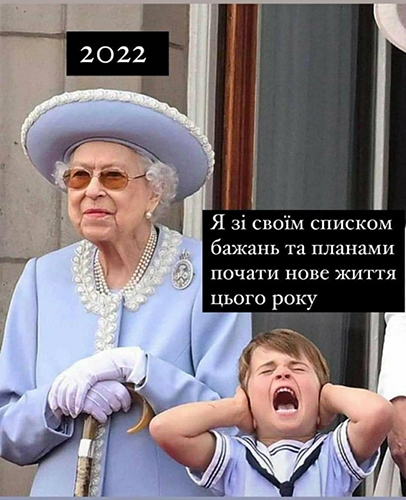 2022
Я зі своїм списком
бажань та планами
почати нове життя
цього року